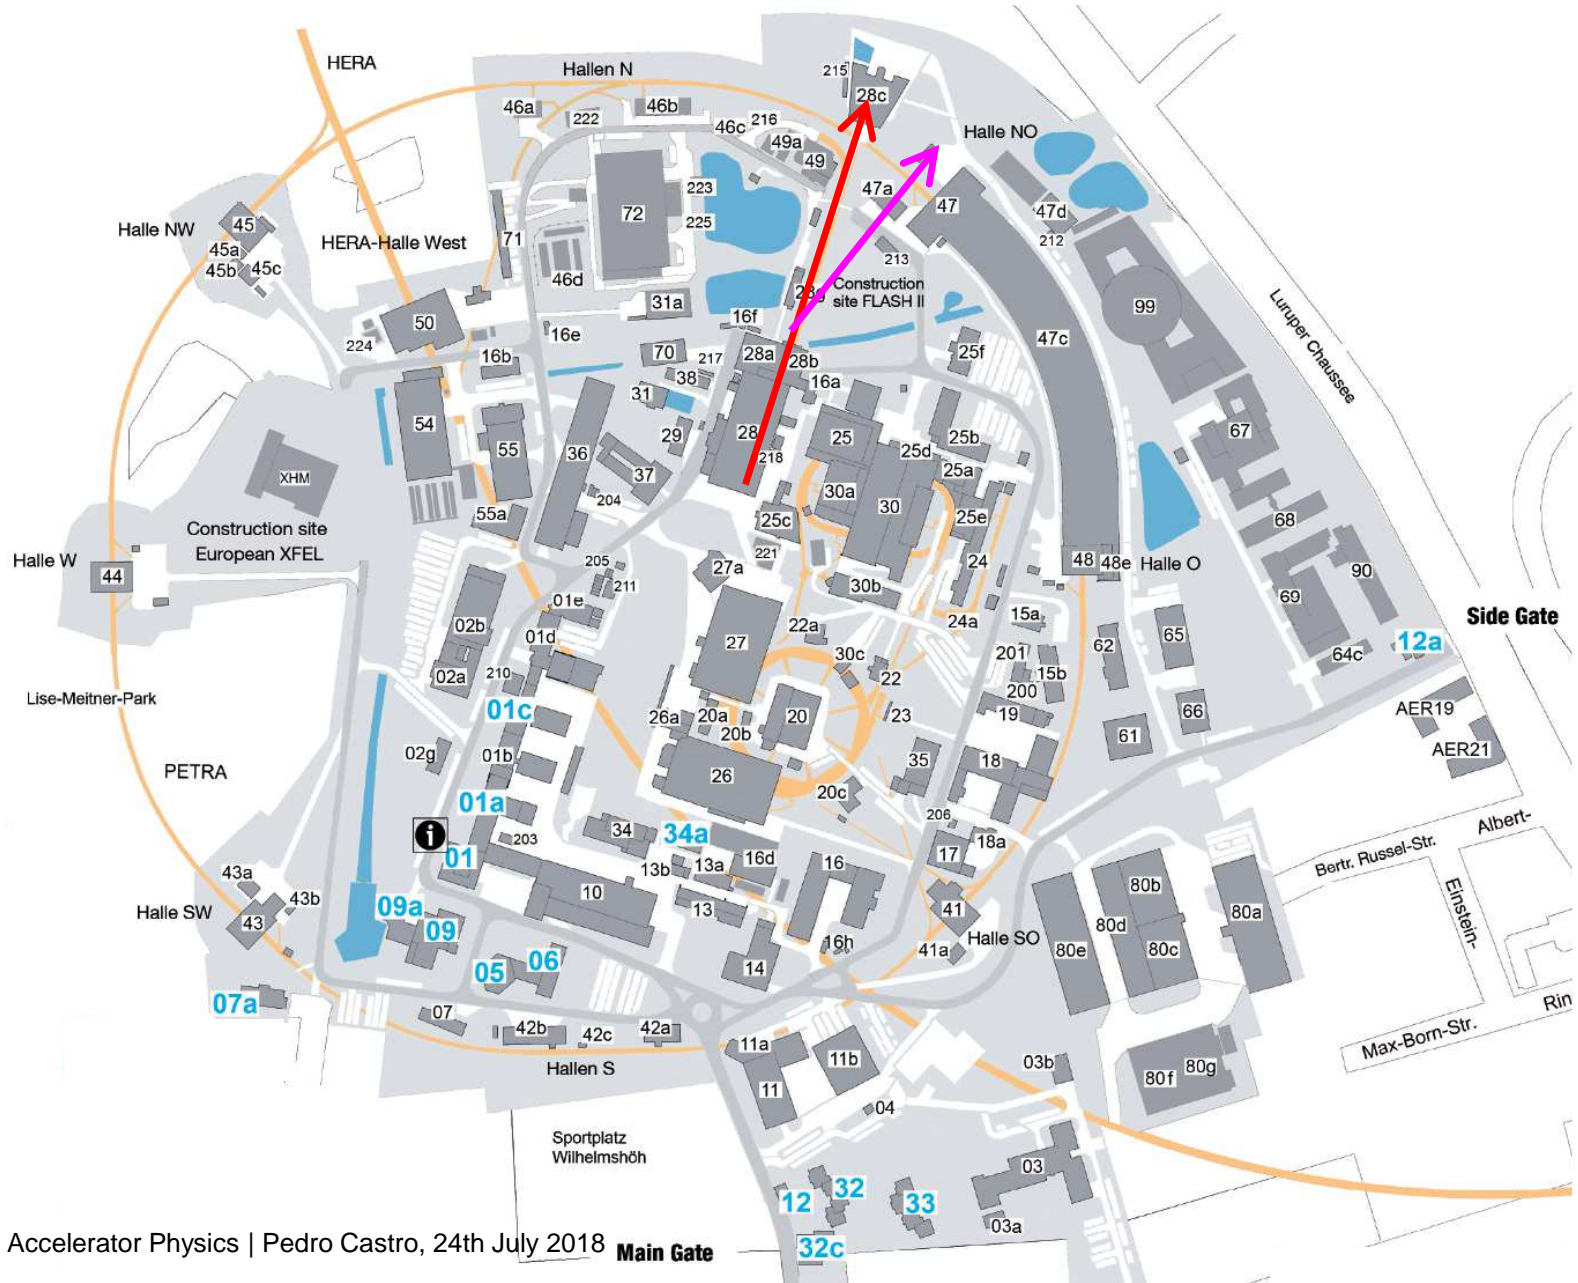 HERA
Hallen N
215
28c
46a
222
46b
46c
216
49a
49
Halle NO
47a
47
47d
212
223
72
225
45
Halle NW
HERA-Halle West
71
45a
45b
45c
46d
213
28g
Construction
site FLASH II
99
Luruper Chaussee
31a
50
224
16e
16f
47c
16b
70
217
28a
28b
25f
38
16a
31
67
54
55
36
29
28
25
25b
37
218
25d
25a
XHM
204
30a
30
55a
25c
25e
68
Construction site
European XFEL
221
24
48
48e
Halle O
90
Halle W
44
205
27a
211
30b
69
01e
24a
15a
65
Side Gate
02b
01d
22a
62
12a
27
30c
201
64c
02a
210
22
15b
200
Lise-Meitner-Park
01c
26a
20a
20
23
19
66
AER19
20b
61
02g
01b
AER21
PETRA
26
35
18
01a
20c
206
203
34
34a
18a
Albert-
01
16d
16
17
Bertr. Russel-Str.
43a
13b
13a
80b
43b
10
Einstein-
09a
13
41
80d
80a
Halle SW
43
09
Halle SO
16h
41a
80e
80c
05
06
14
07a
07
Rin
42b
42c
42a
11a
11b
Max-Born-Str.
Hallen S
03b
80g
80f
11
04
Sportplatz
Wilhelmshöh
03
12
32
33
03a
Accelerator Physics | Pedro Castro, 24th July 2018
Main Gate
32c